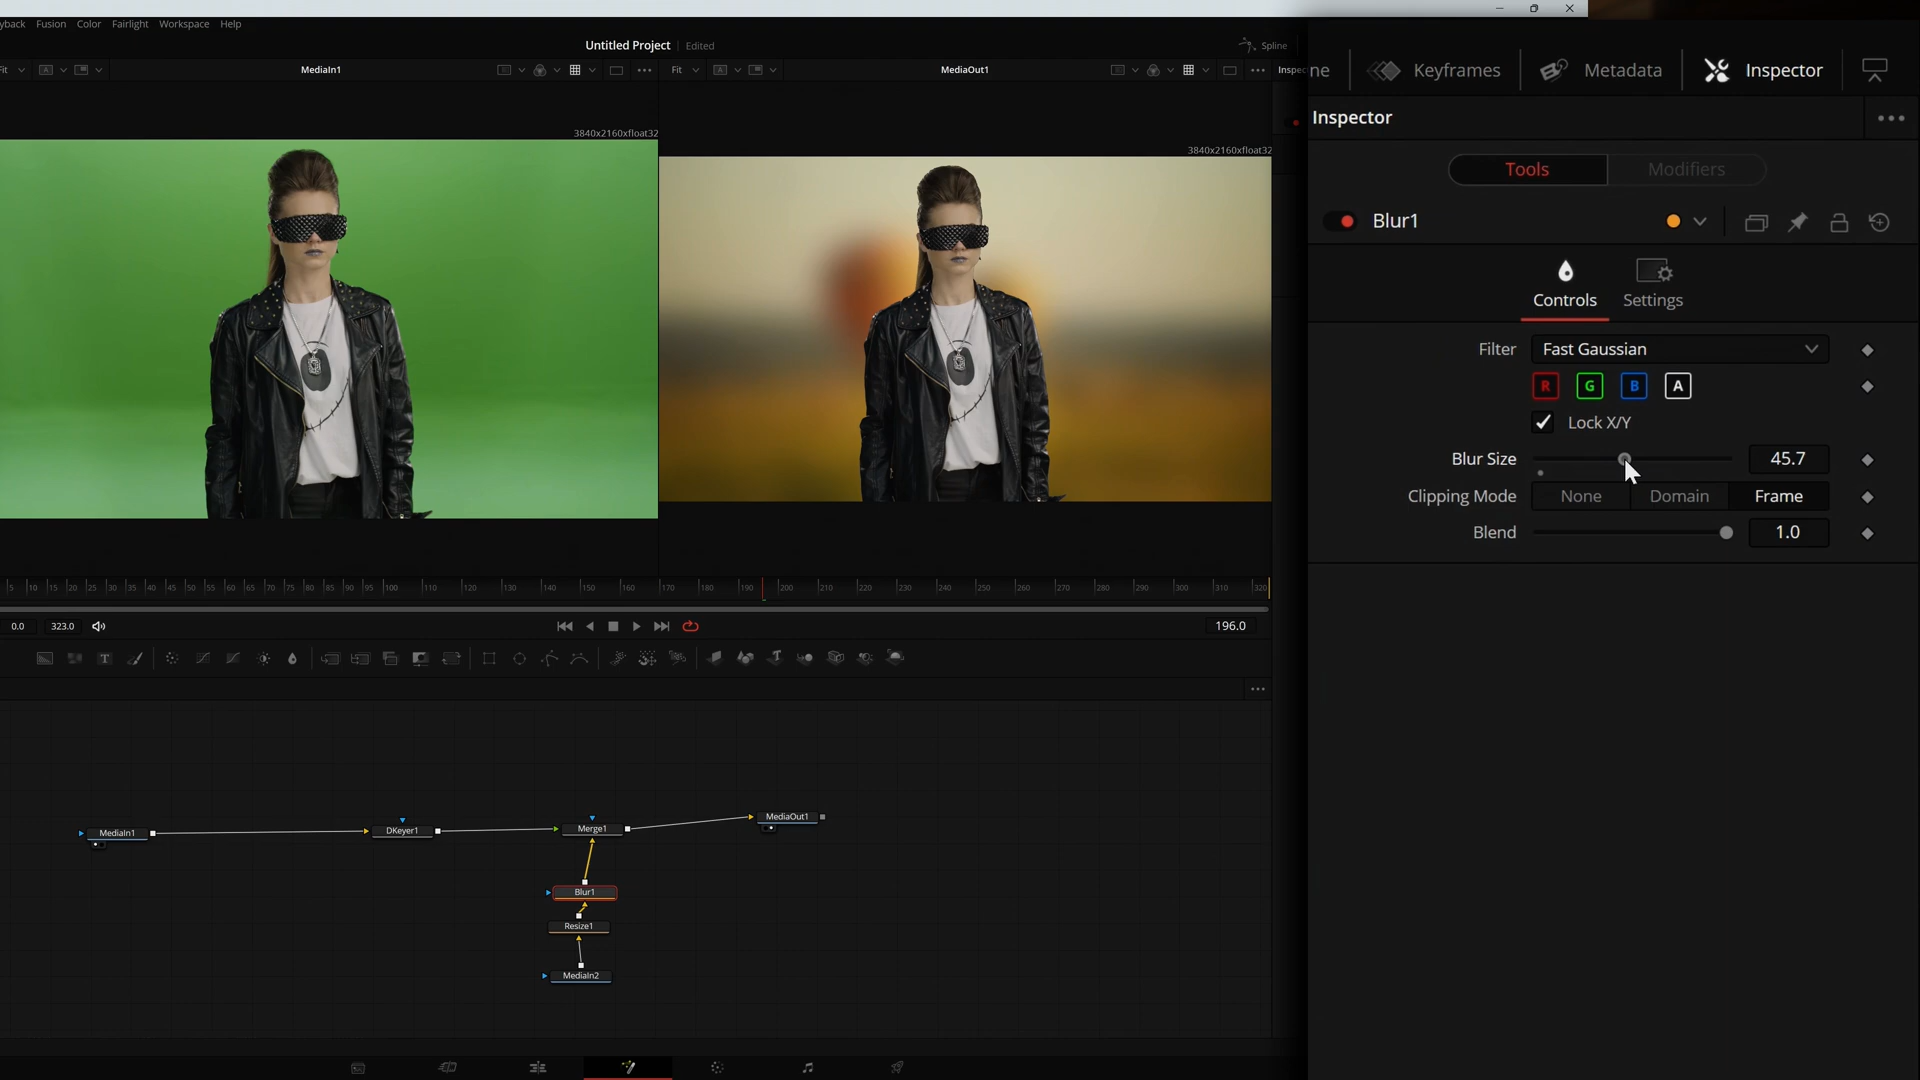 yback Fusion Color Fairlight Workspace Help
Untitled Project Edited
Spline
Fit MediaIn1
Fit MediaOut1
Inspec
ne Keyframes Metadata Inspector
Inspector
Tools Modifiers
Blur1
Controls Settings
Filter Fast Gaussian
R G B A
Lock X/Y
Blur Size 45.7
Clipping Mode None Domain Frame
Blend 1.0
3840x2160xfloat32
3840x2160xfloat32
5 10 15 20 25 30 35 40 45 50 55 60 65 70 75 80 85 90 95 100 110 120 130 140 150 160 170 180 190 200 210 220 230 240 250 260 270 280 290 300 310 320
0.0 323.0 196.0
T
MediaIn1 DKeyer1 Merge1 MediaOut1
Blur1
Resize1
MediaIn2